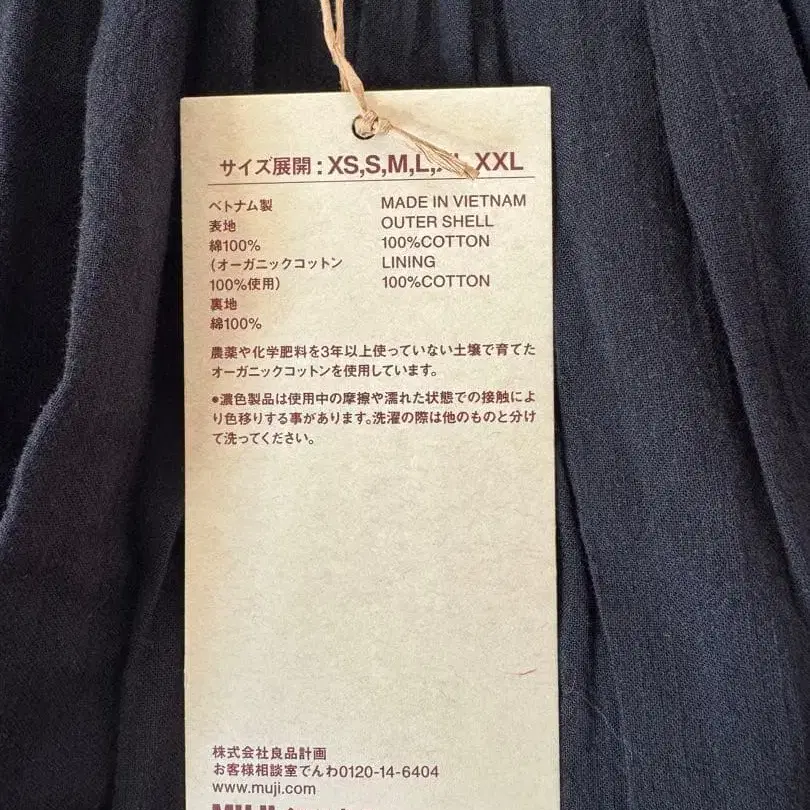 サイズ展開：XS,S,M,L,XL,XXL
ベトナム製
表地
綿100%
（オーガニックコットン
100%使用）
裏地
綿100%
MADE IN VIETNAM
OUTER SHELL
100%COTTON
LINING
100%COTTON
農薬や化学肥料を3年以上使っていない土壌で育てた
オーガニックコットンを使用しています。
●濃色製品は使用中の摩擦や濡れた状態での接触によ
り色移りする事があります。洗濯の際は他のものと分け
て洗ってください。
株式会社良品計画
お客様相談室でんわ0120-14-6404
www.muji.com